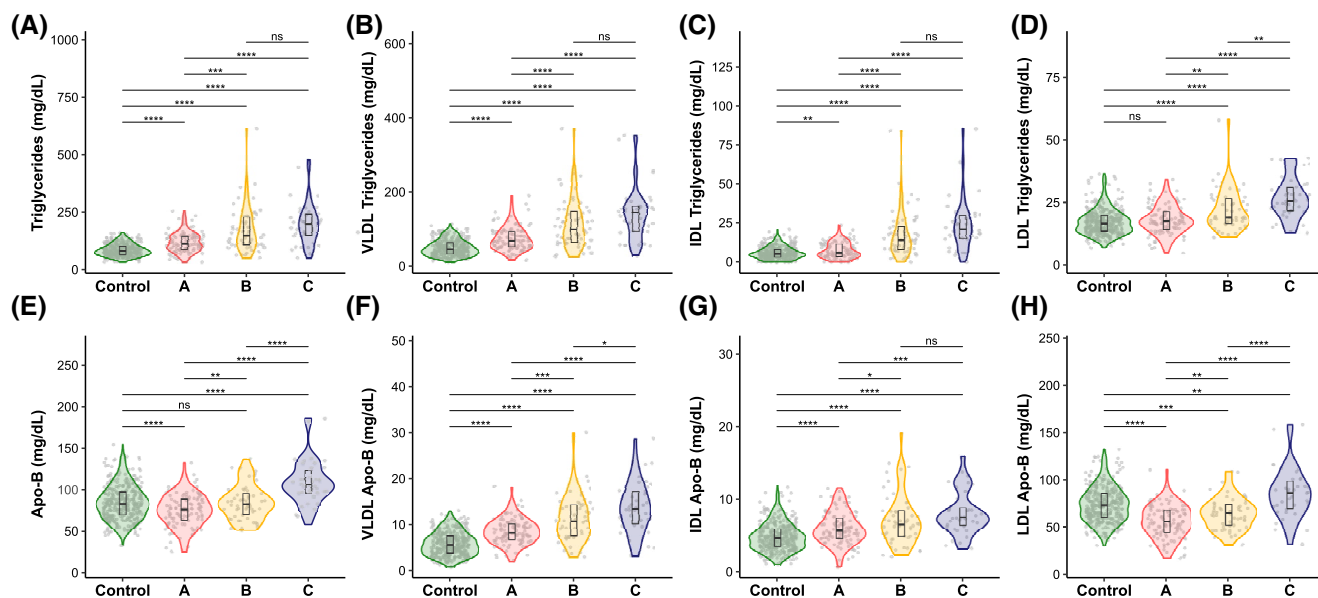 (A)
Triglycerides (mg/dL)
1000
750
500
250
0
ns
****
***
****
****
****
Control A B C
(B)
VLDL Triglycerides (mg/dL)
600
400
200
0
ns
****
****
****
****
****
Control A B C
(C)
IDL Triglycerides (mg/dL)
125
100
75
50
25
0
ns
****
****
****
****
**
Control A B C
(D)
LDL Triglycerides (mg/dL)
75
50
25
0
**
****
**
****
****
ns
Control A B C
(E)
Apo-B (mg/dL)
250
200
150
100
50
0
****
****
**
****
ns
****
Control A B C
(F)
VLDL Apo-B (mg/dL)
50
40
30
20
10
0
*
****
***
****
****
****
Control A B C
(G)
IDL Apo-B (mg/dL)
30
20
10
0
ns
***
*
****
****
****
Control A B C
(H)
LDL Apo-B (mg/dL)
250
200
150
100
50
0
****
****
**
**
***
****
Control A B C